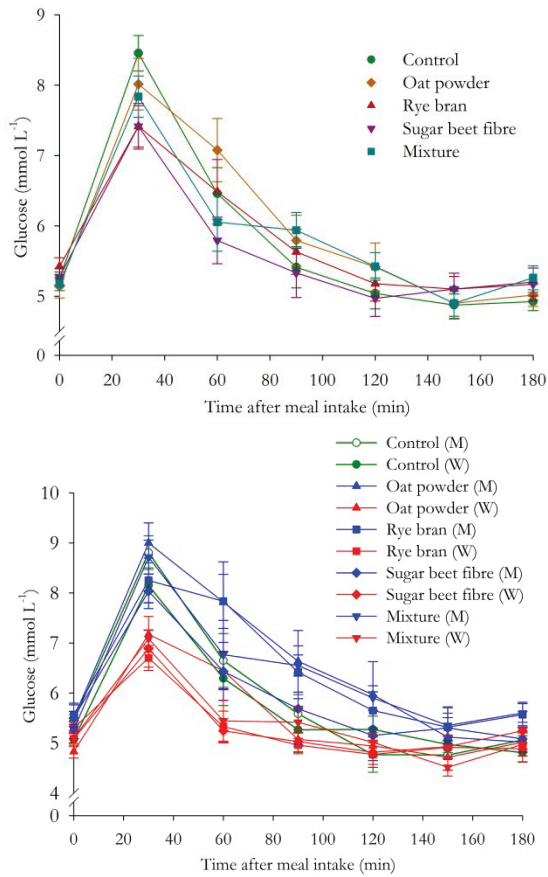 9
8
7
6
5
0
Glucose (mmol L⁻¹)
Control
Oat powder
Rye bran
Sugar beet fibre
Mixture
0 20 40 60 80 100 120 140 160 180
Time after meal intake (min)
Control (M)
Control (W)
Oat powder (M)
Oat powder (W)
Rye bran (M)
Rye bran (W)
Sugar beet fibre (M)
Sugar beet fibre (W)
Mixture (M)
Mixture (W)
10
9
8
7
6
5
4
0
Glucose (mmol L⁻¹)
0 20 40 60 80 100 120 140 160 180
Time after meal intake (min)